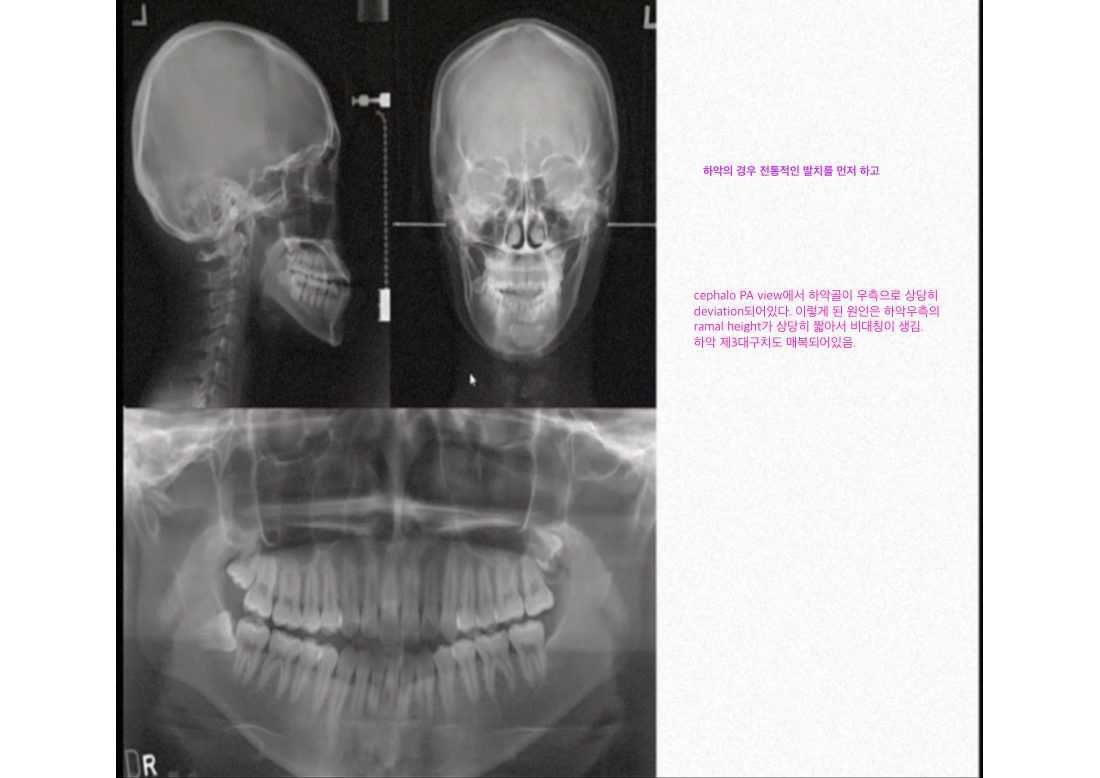 하악의 경우 전통적인 발치를 먼저 하고
cephalo PA view에서 하악골이 우측으로 상당히
deviation되어있다. 이렇게 된 원인은 하악우측의
ramal height가 상당히 짧아서 비대칭이 생김.
하악 제3대구치도 매복되어있음.
DR